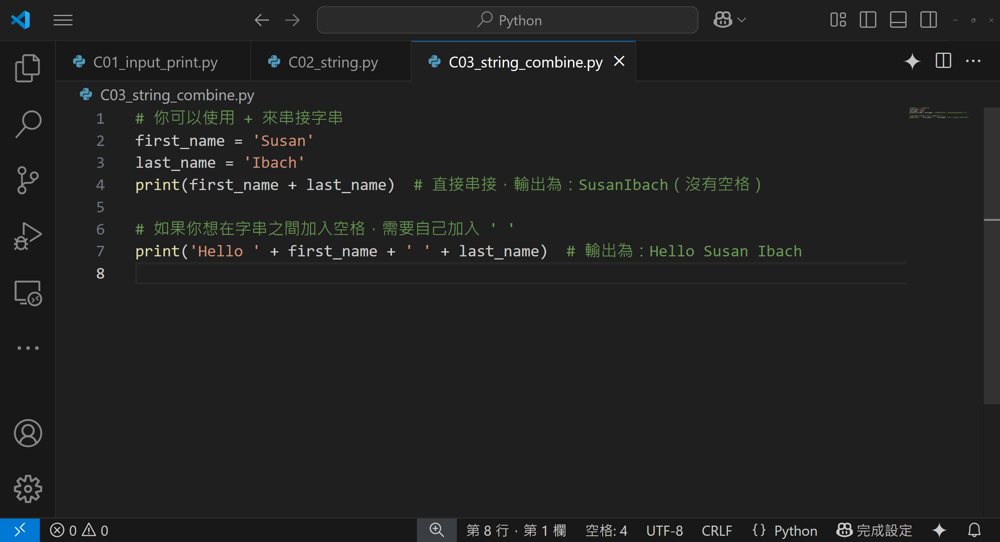 Python
C01_input_print.py
C02_string.py
C03_string_combine.py
C03_string_combine.py
1 # 你可以使用 + 來串接字串
2 first_name = 'Susan'
3 last_name = 'Ibach'
4 print(first_name + last_name)  # 直接串接，輸出為：SusanIbach（沒有空格）
5
6 # 如果你想在字串之間加入空格，需要自己加入 ' '
7 print('Hello ' + first_name + ' ' + last_name)  # 輸出為：Hello Susan Ibach
8
0 0 第 8 行，第 1 欄 空格: 4 UTF-8 CRLF {} Python 完成設定